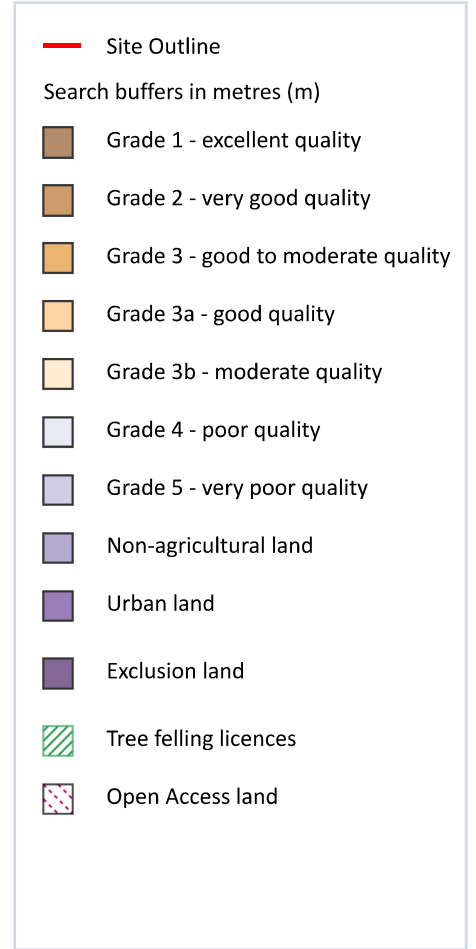 Site Outline
Search buffers in metres (m)
Grade 1 - excellent quality
Grade 2 - very good quality
Grade 3 - good to moderate quality
Grade 3a - good quality
Grade 3b - moderate quality
Grade 4 - poor quality
Grade 5 - very poor quality
Non-agricultural land
Urban land
Exclusion land
Tree felling licences
Open Access land